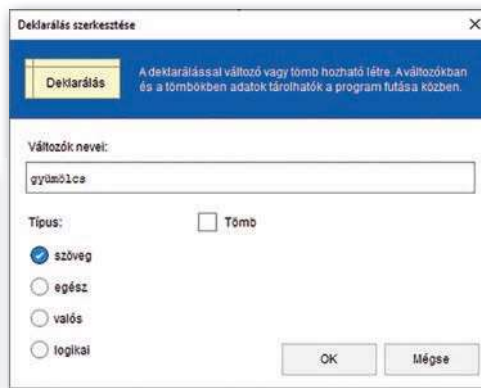 Deklarálás szerkesztése
Deklarálás
A deklarálással változó vagy tömb hozható létre. A változókban
és a tömbökben adatok tárolhatók a program futása közben.
Változók nevei:
gyümölcs
Típus:
Tömb
szöveg
egész
valós
logikai
OK
Mégse